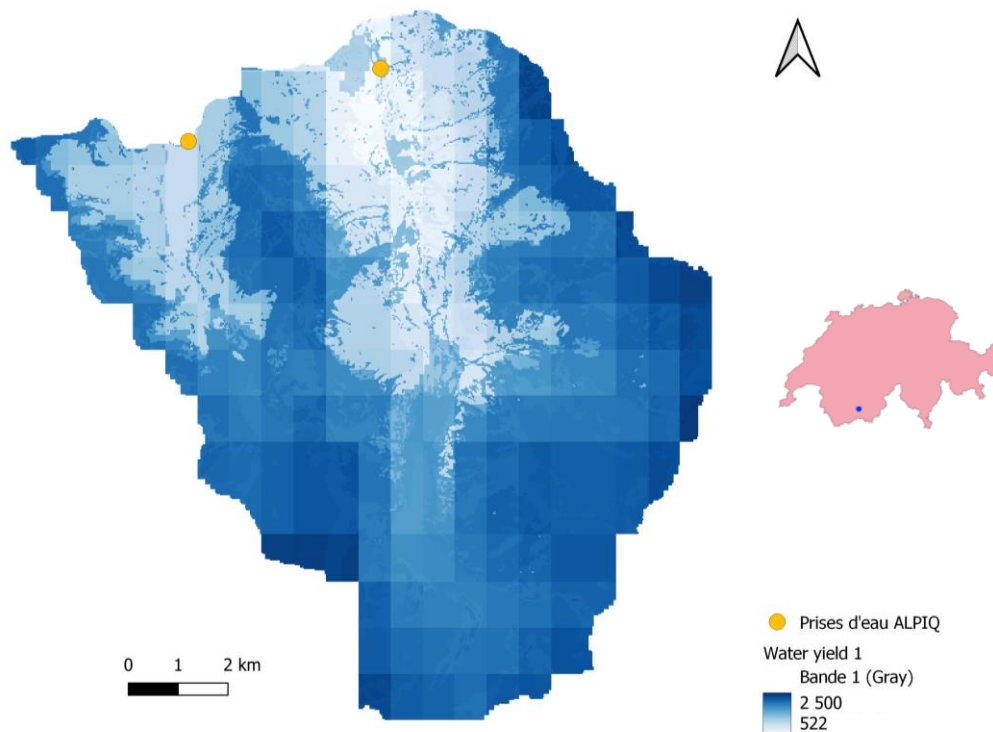 0 1 2 km
Prises d'eau ALPIQ
Water yield 1
Bande 1 (Gray)
2 500
522